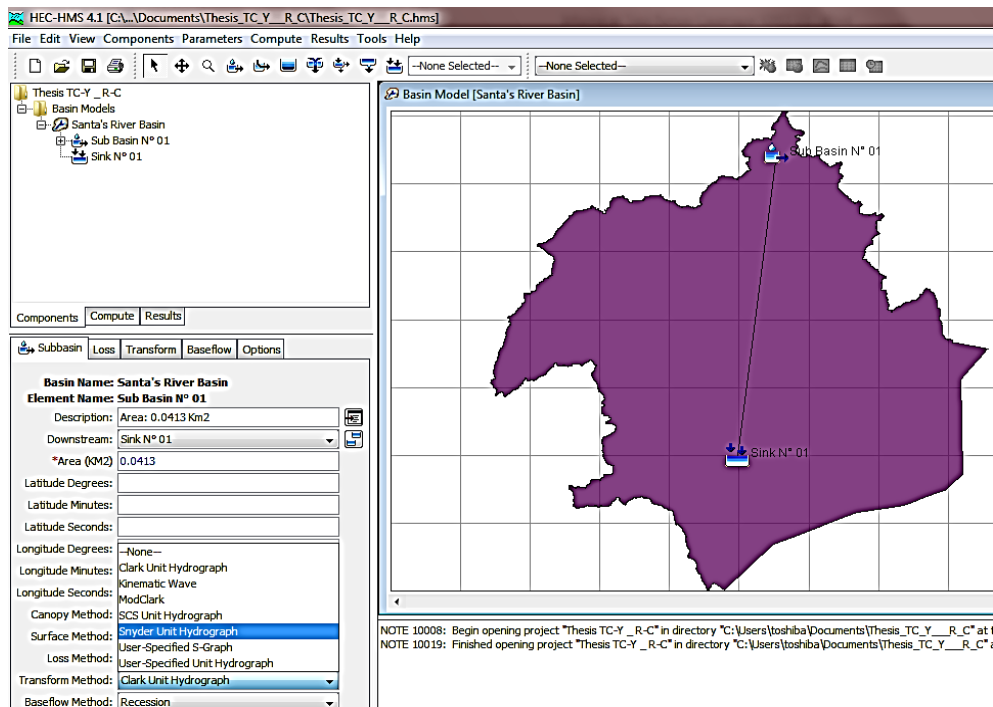 HEC-HMS 4.1 [C:\...\Documents\Thesis_TC_Y__R_C\Thesis_TC_Y__R_C.hms]
File Edit View Components Parameters Compute Results Tools Help
--None Selected-- --None Selected--
Thesis TC-Y _ R-C
Basin Models
Santa's River Basin
Sub Basin N° 01
Sink N° 01
Components Compute Results
Basin Model [Santa's River Basin]
Sub Basin N° 01
Sink N° 01
Subbasin Loss Transform Baseflow Options
Basin Name: Santa's River Basin
Element Name: Sub Basin N° 01
Description: Area: 0.0413 Km2
Downstream: Sink N° 01
*Area (KM2) 0.0413
Latitude Degrees:
Latitude Minutes:
Latitude Seconds:
Longitude Degrees:
Longitude Minutes:
Longitude Seconds:
Canopy Method:
Surface Method:
Loss Method:
--None--
Clark Unit Hydrograph
Kinematic Wave
ModClark
SCS Unit Hydrograph
Snyder Unit Hydrograph
User-Specified S-Graph
User-Specified Unit Hydrograph
Transform Method: Clark Unit Hydrograph
Baseflow Method: Recession
NOTE 10008: Begin opening project "Thesis TC-Y _ R-C" in directory "C:\Users\toshiba\Documents\Thesis_TC_Y___R_C" at
NOTE 10019: Finished opening project "Thesis TC-Y _ R-C" in directory "C:\Users\toshiba\Documents\Thesis_TC_Y___R_C"